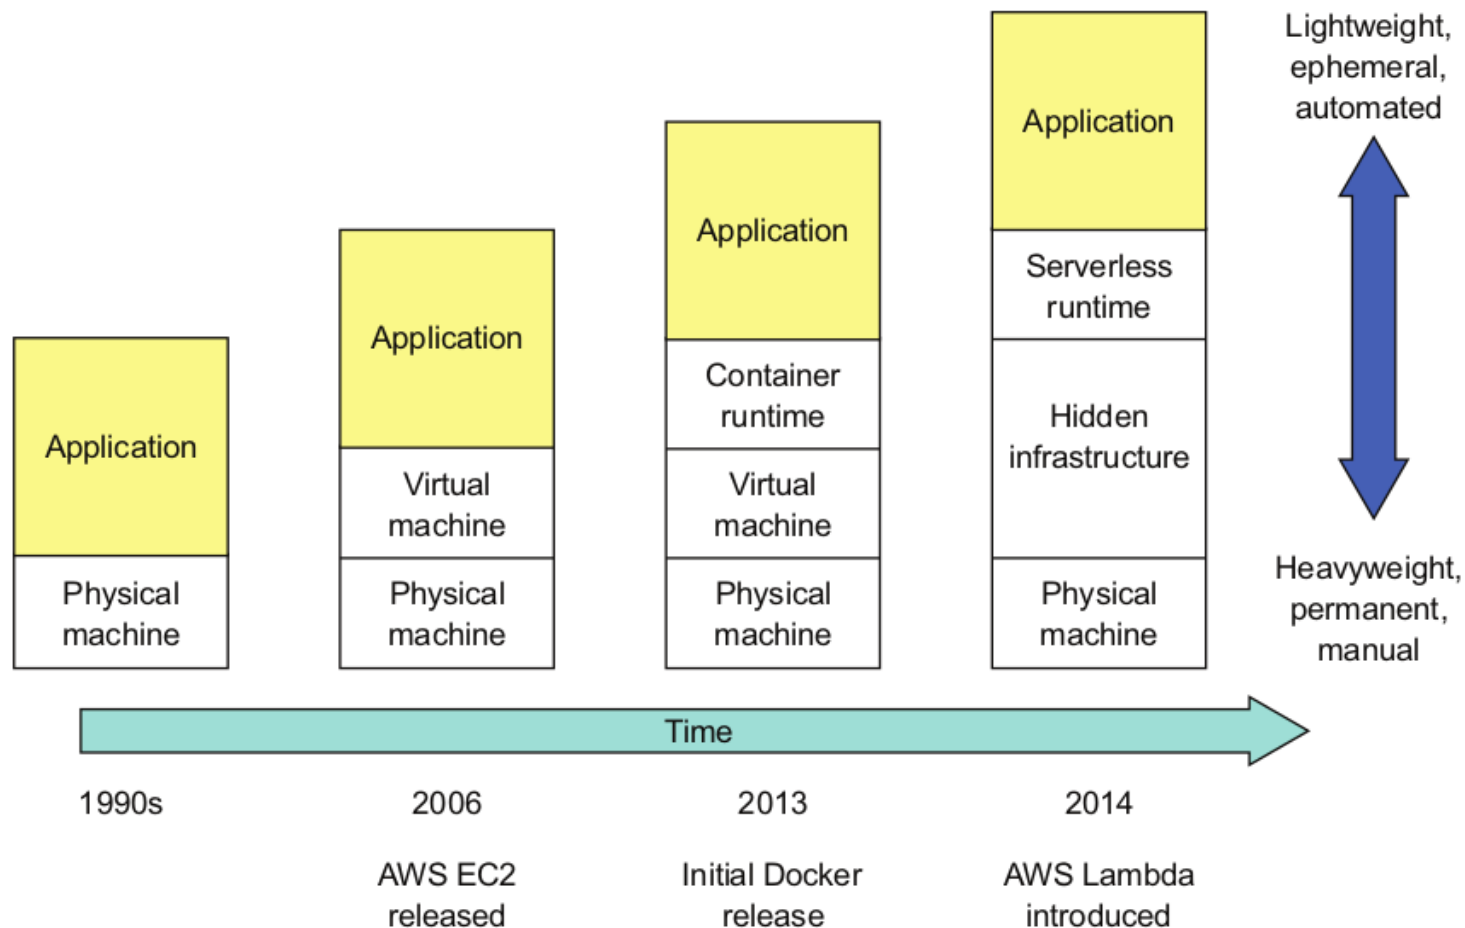 Application
Physical
machine
Application
Virtual
machine
Physical
machine
Application
Container
runtime
Virtual
machine
Physical
machine
Application
Serverless
runtime
Hidden
infrastructure
Physical
machine
Lightweight,
ephemeral,
automated
Heavyweight,
permanent,
manual
Time
1990s
2006
AWS EC2
released
2013
Initial Docker
release
2014
AWS Lambda
introduced